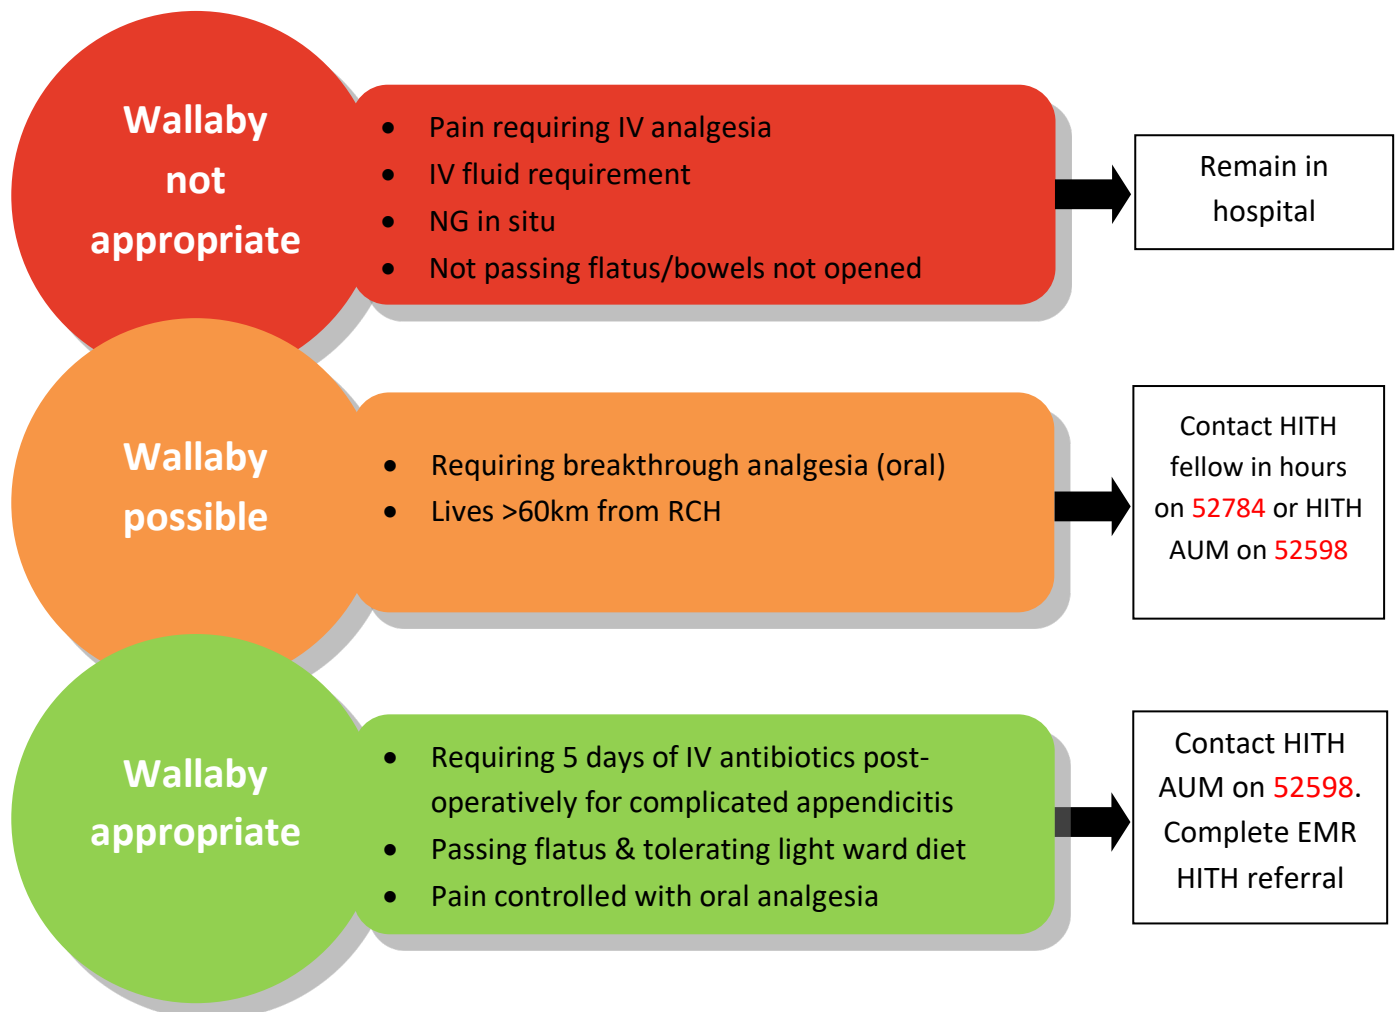 Wallaby
not
appropriate
• Pain requiring IV analgesia
• IV fluid requirement
• NG in situ
• Not passing flatus/bowels not opened
Remain in
hospital
Wallaby
possible
• Requiring breakthrough analgesia (oral)
• Lives >60km from RCH
Contact HITH
fellow in hours
on 52784 or HITH
AUM on 52598
Wallaby
appropriate
• Requiring 5 days of IV antibiotics post-
operatively for complicated appendicitis
• Passing flatus & tolerating light ward diet
• Pain controlled with oral analgesia
Contact HITH
AUM on 52598.
Complete EMR
HITH referral